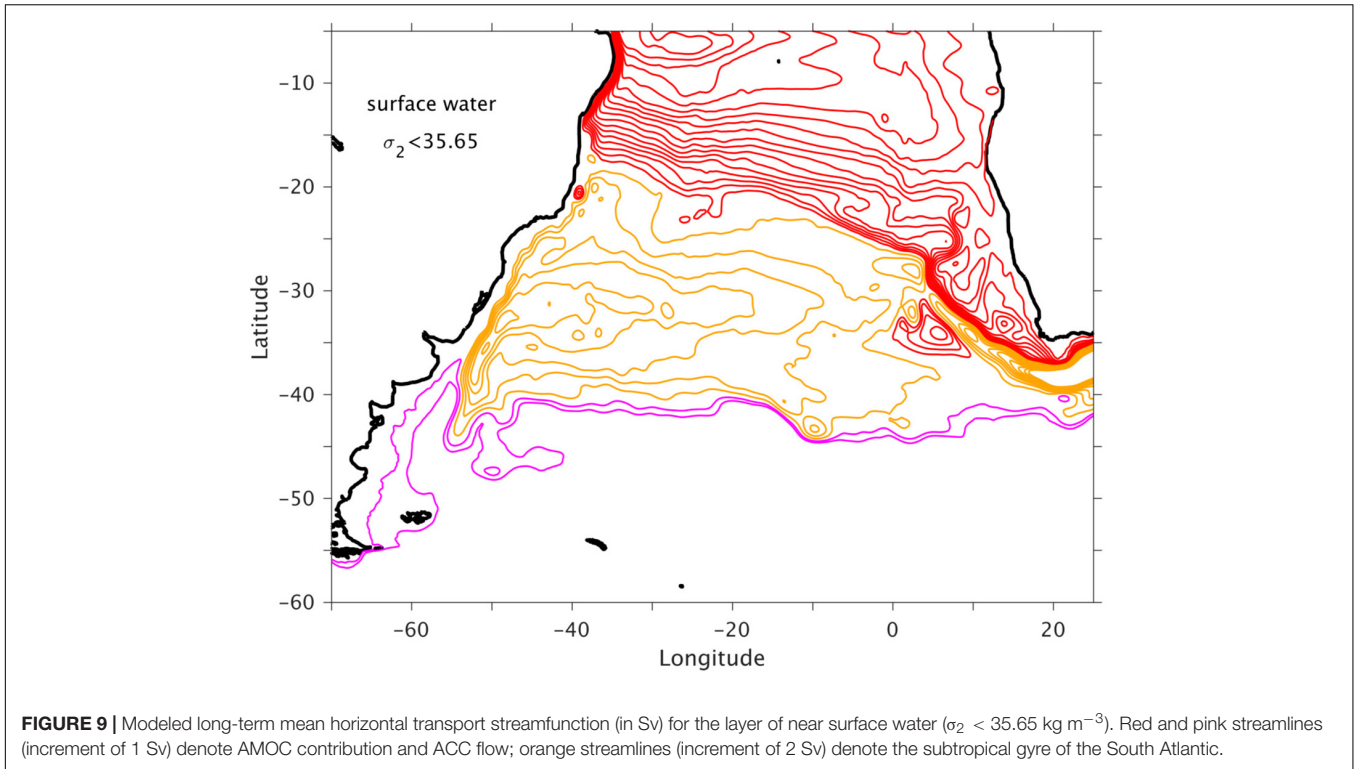 surface water
σ2<35.65
Latitude
-10
-20
-30
-40
-50
-60
-60 -40 -20 0 20
Longitude
FIGURE 9 | Modeled long-term mean horizontal transport streamfunction (in Sv) for the layer of near surface water (σ2 < 35.65 kg m−3). Red and pink streamlines
(increment of 1 Sv) denote AMOC contribution and ACC flow; orange streamlines (increment of 2 Sv) denote the subtropical gyre of the South Atlantic.